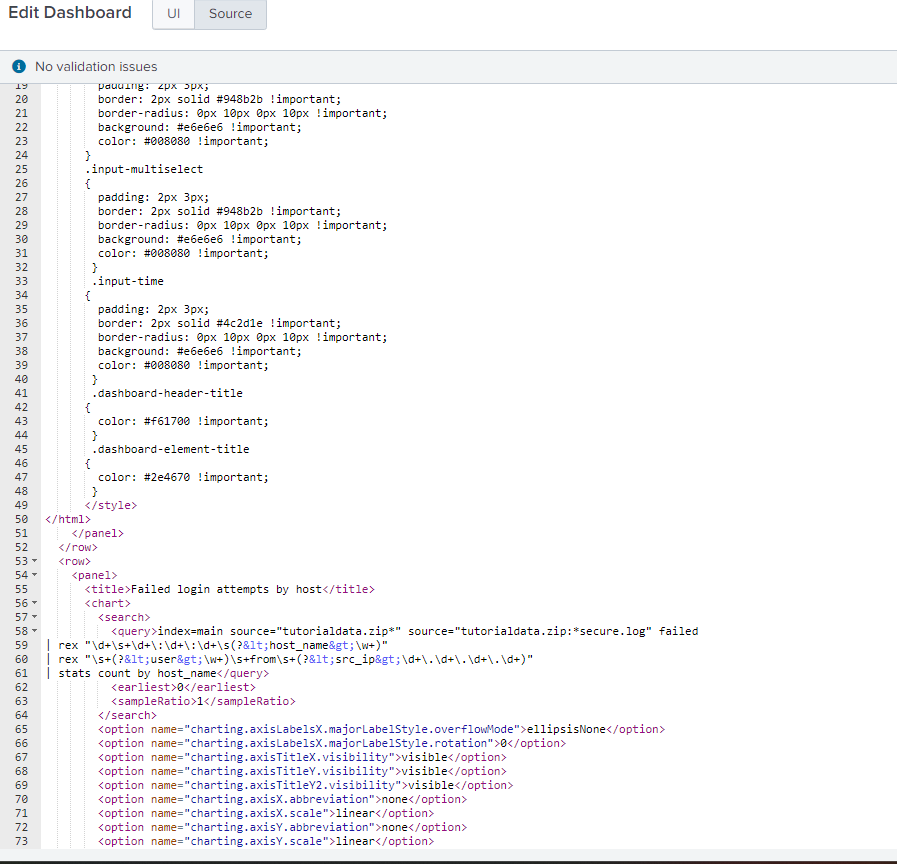 Edit Dashboard UI Source
No validation issues
19 padding: 2px 3px;
20 border: 2px solid #948b2b !important;
21 border-radius: 0px 10px 0px 10px !important;
22 background: #e6e6e6 !important;
23 color: #008080 !important;
24 }
25 .input-multiselect
26 {
27 padding: 2px 3px;
28 border: 2px solid #948b2b !important;
29 border-radius: 0px 10px 0px 10px !important;
30 background: #e6e6e6 !important;
31 color: #008080 !important;
32 }
33 .input-time
34 {
35 padding: 2px 3px;
36 border: 2px solid #4c2d1e !important;
37 border-radius: 0px 10px 0px 10px !important;
38 background: #e6e6e6 !important;
39 color: #008080 !important;
40 }
41 .dashboard-header-title
42 {
43 color: #f61700 !important;
44 }
45 .dashboard-element-title
46 {
47 color: #2e4670 !important;
48 }
49 </style>
50 </html>
51 </panel>
52 </row>
53 <row>
54 <panel>
55 <title>Failed login attempts by host</title>
56 <chart>
57 <search>
58 <query>index=main source="tutorialdata.zip*" source="tutorialdata.zip:*secure.log" failed
59 | rex "\d+\s+\d+\:\d+\:\d+\s(?&lt;host_name&gt;\w+)"
60 | rex "\s+(?&lt;user&gt;\w+)\s+from\s+(?&lt;src_ip&gt;\d+\.\d+\.\d+\.\d+)"
61 | stats count by host_name</query>
62 <earliest>0</earliest>
63 <sampleRatio>1</sampleRatio>
64 </search>
65 <option name="charting.axisLabelsX.majorLabelStyle.overflowMode">ellipsisNone</option>
66 <option name="charting.axisLabelsX.majorLabelStyle.rotation">0</option>
67 <option name="charting.axisTitleX.visibility">visible</option>
68 <option name="charting.axisTitleY.visibility">visible</option>
69 <option name="charting.axisTitleY2.visibility">visible</option>
70 <option name="charting.axisX.abbreviation">none</option>
71 <option name="charting.axisX.scale">linear</option>
72 <option name="charting.axisY.abbreviation">none</option>
73 <option name="charting.axisY.scale">linear</option>